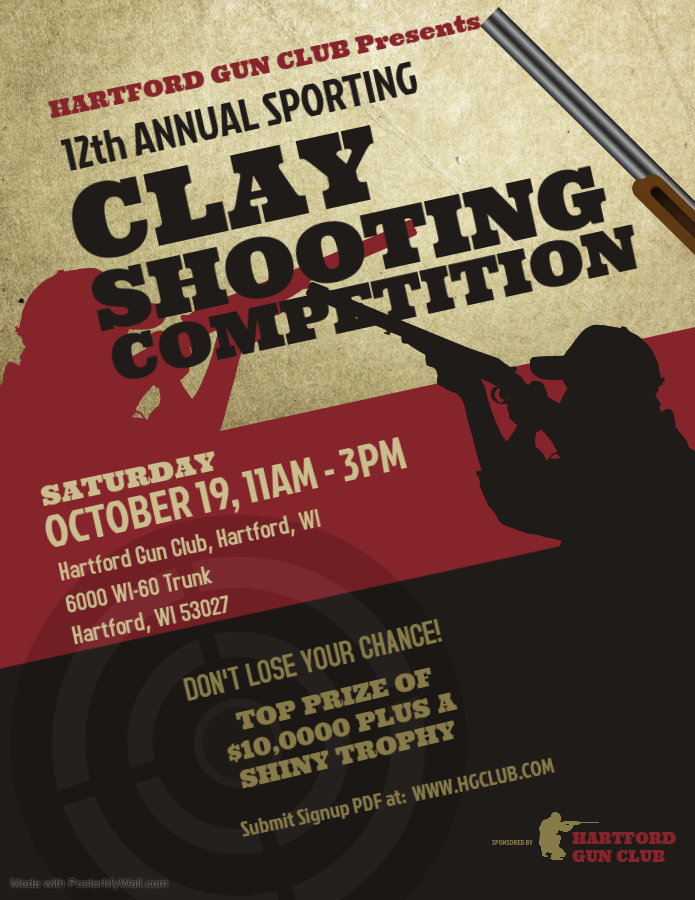 HARTFORD GUN CLUB Presents
12th ANNUAL SPORTING
CLAY
SHOOTING
COMPETITION
SATURDAY
OCTOBER 19, 11AM - 3PM
Hartford Gun Club, Hartford, WI
6000 WI-60 Trunk
Hartford, WI 53027
DON'T LOSE YOUR CHANCE!
TOP PRIZE OF
$10,0000 PLUS A
SHINY TROPHY
Submit Signup PDF at: WWW.HGCLUB.COM
SPONSORED BY
HARTFORD
GUN CLUB
Made with PosterMyWall.com